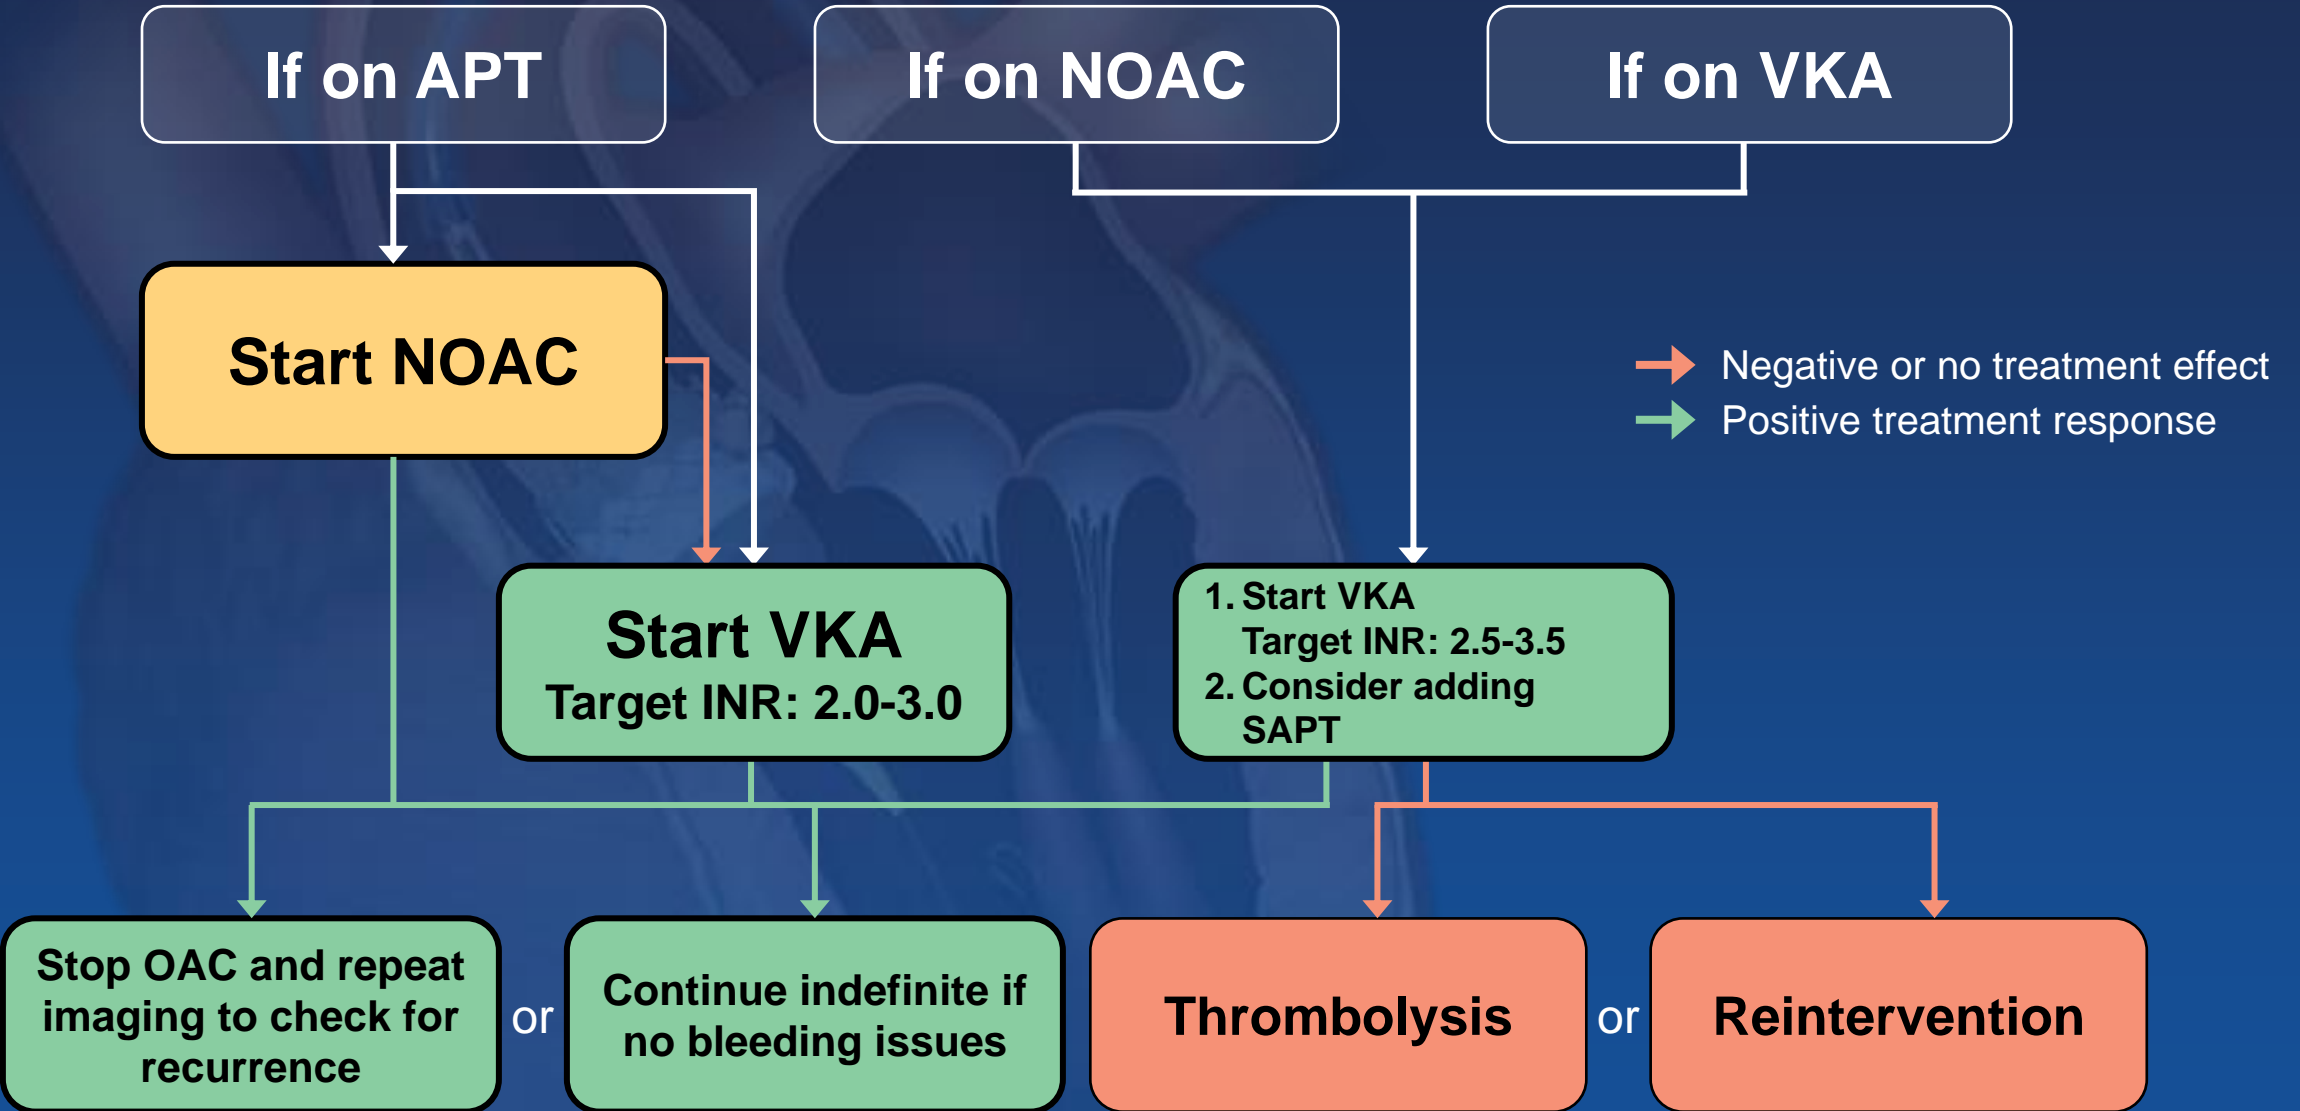 If on APT
If on NOAC
If on VKA
Start NOAC
Negative or no treatment effect
Positive treatment response
Start VKA
Target INR: 2.0-3.0
1. Start VKA
Target INR: 2.5-3.5
2. Consider adding
SAPT
Stop OAC and repeat
imaging to check for
recurrence
or
Continue indefinite if
no bleeding issues
Thrombolysis
or
Reintervention